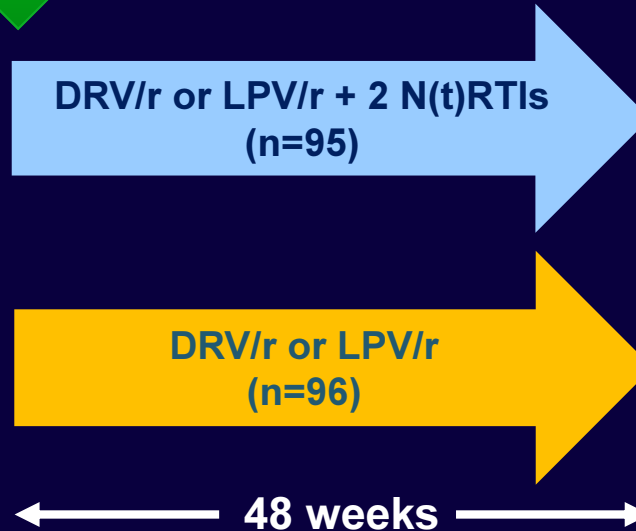 DRV/r or LPV/r + 2 N(t)RTIs
(n=95)
DRV/r or LPV/r
(n=96)
48 weeks